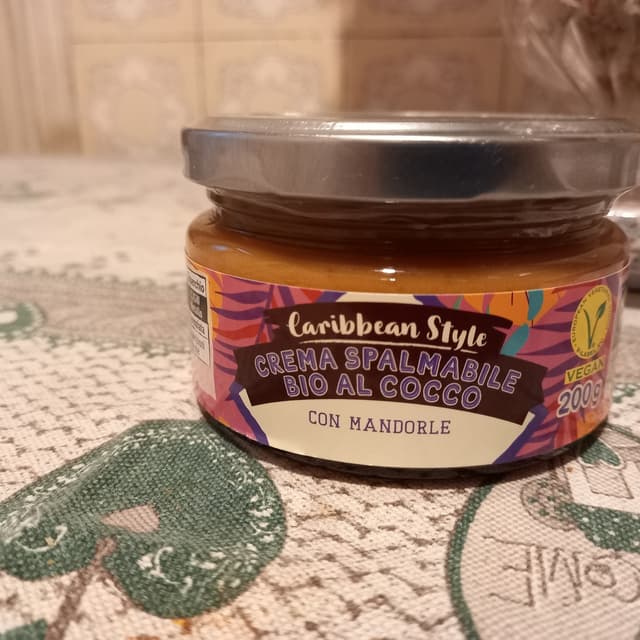 Caribbean Style
CREMA SPALMABILE
BIO AL COCCO
CON MANDORLE
VEGAN
200g